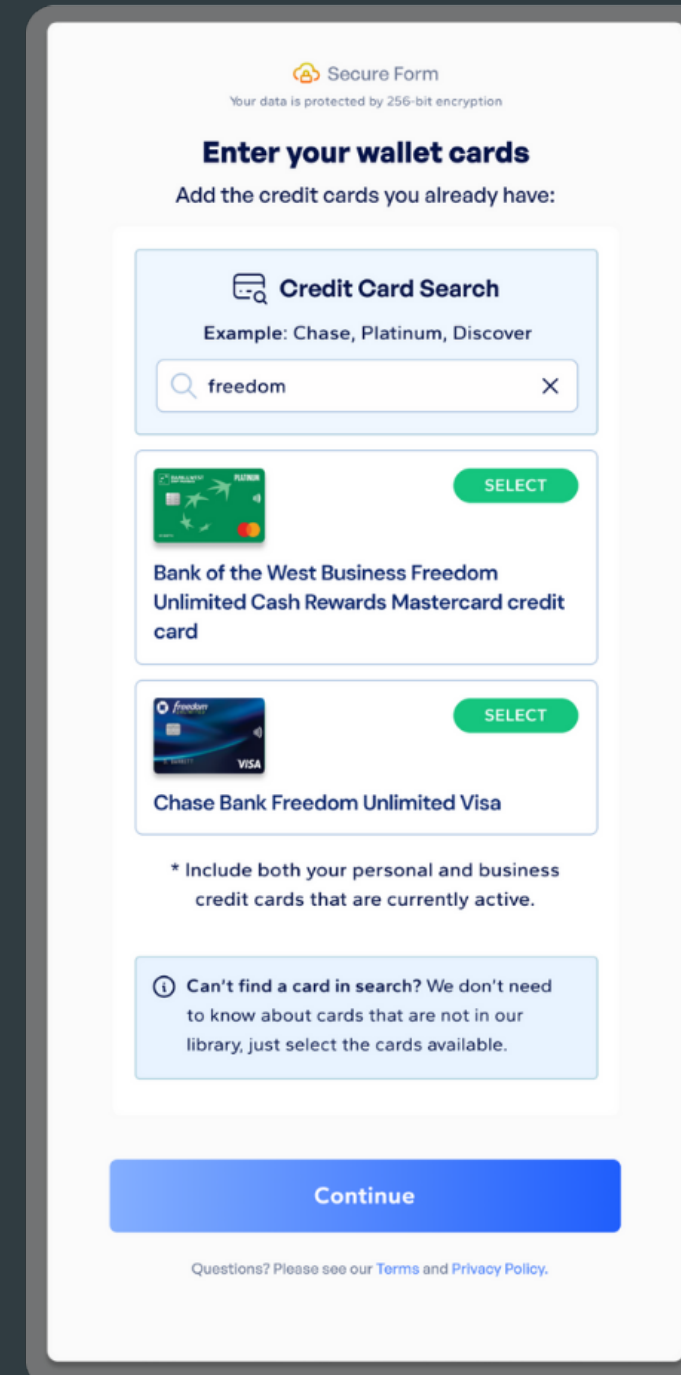 Secure Form
Your data is protected by 256-bit encryption
Enter your wallet cards
Add the credit cards you already have:
Credit Card Search
Example: Chase, Platinum, Discover
freedom
PLATINUM
SELECT
Bank of the West Business Freedom
Unlimited Cash Rewards Mastercard credit
card
freedom
UNLIMITED
SELECT
VISA
Chase Bank Freedom Unlimited Visa
* Include both your personal and business
credit cards that are currently active.
Can't find a card in search? We don't need
to know about cards that are not in our
library, just select the cards available.
Continue
Questions? Please see our Terms and Privacy Policy.